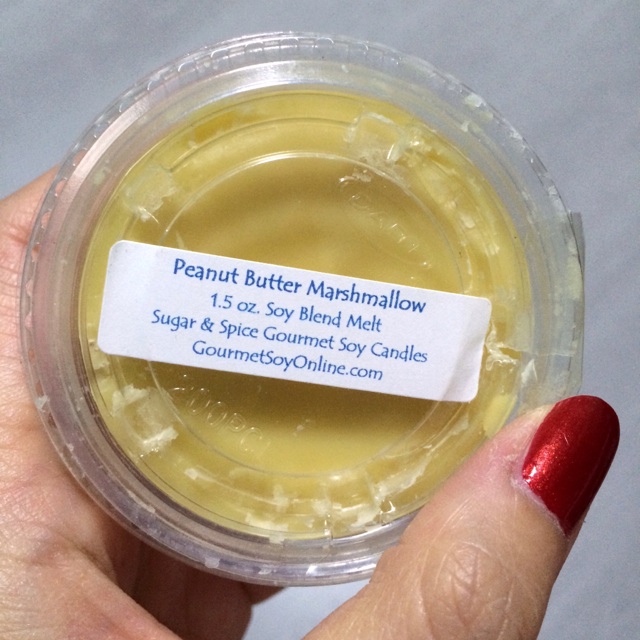 Peanut Butter Marshmallow
1.5 oz. Soy Blend Melt
Sugar & Spice Gourmet Soy Candles
GourmetSoyOnline.com